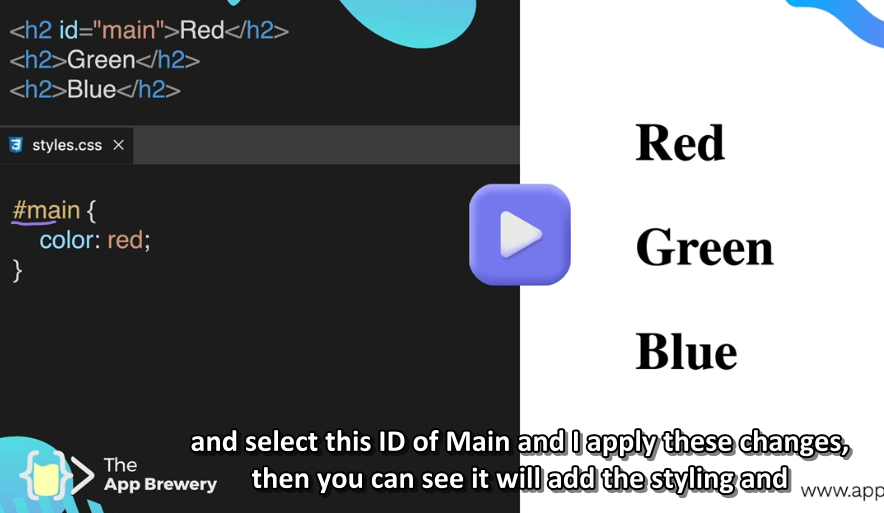 <h2 id="main">Red</h2>
<h2>Green</h2>
<h2>Blue</h2>
styles.css
#main {
color: red;
}
Red
Green
Blue
and select this ID of Main and I apply these changes,
then you can see it will add the styling and
The
App Brewery
www.app